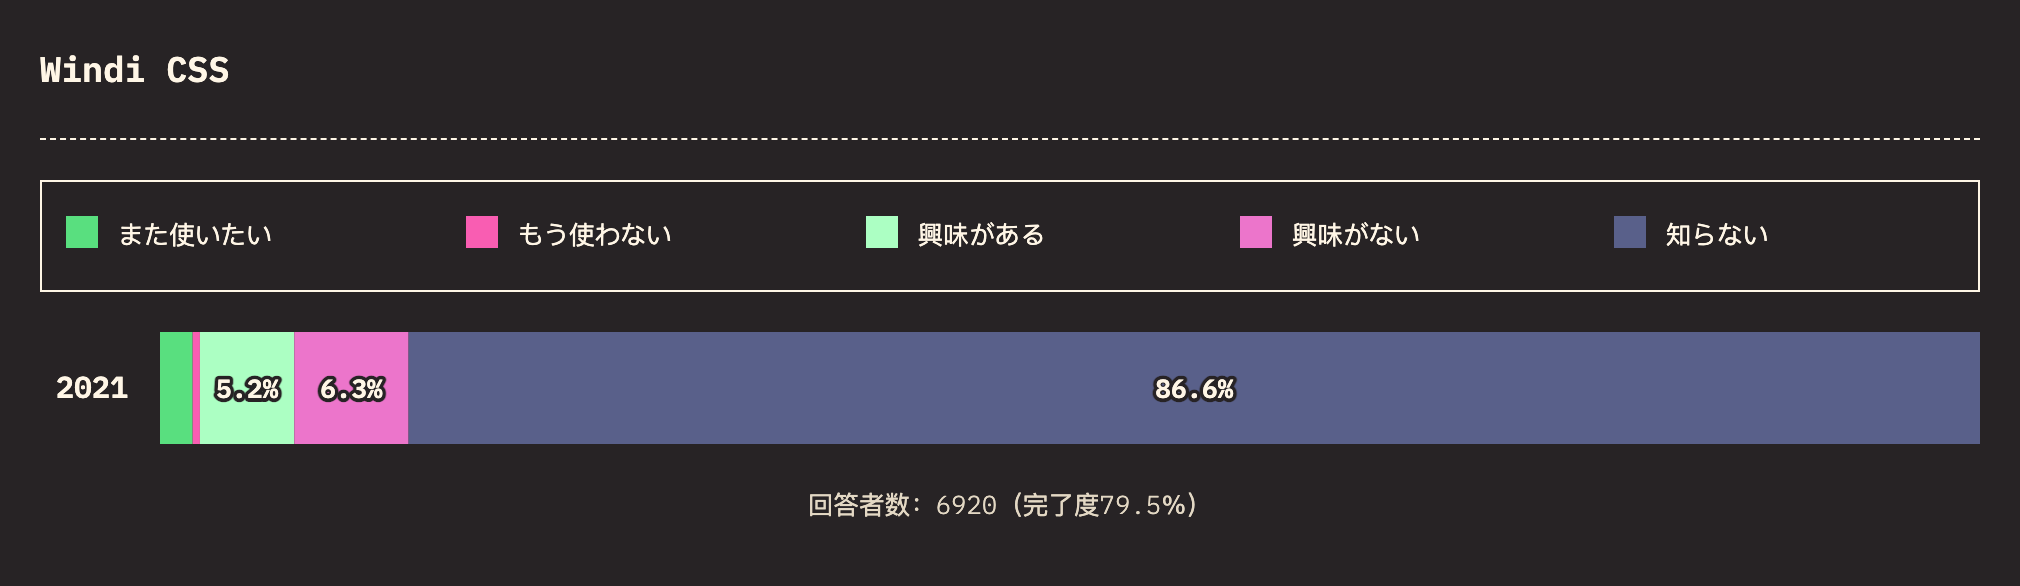 Windi CSS
また使いたい もう使わない 興味がある 興味がない 知らない
2021 5.2% 6.3% 86.6%
回答者数: 6920 (完了度79.5%)